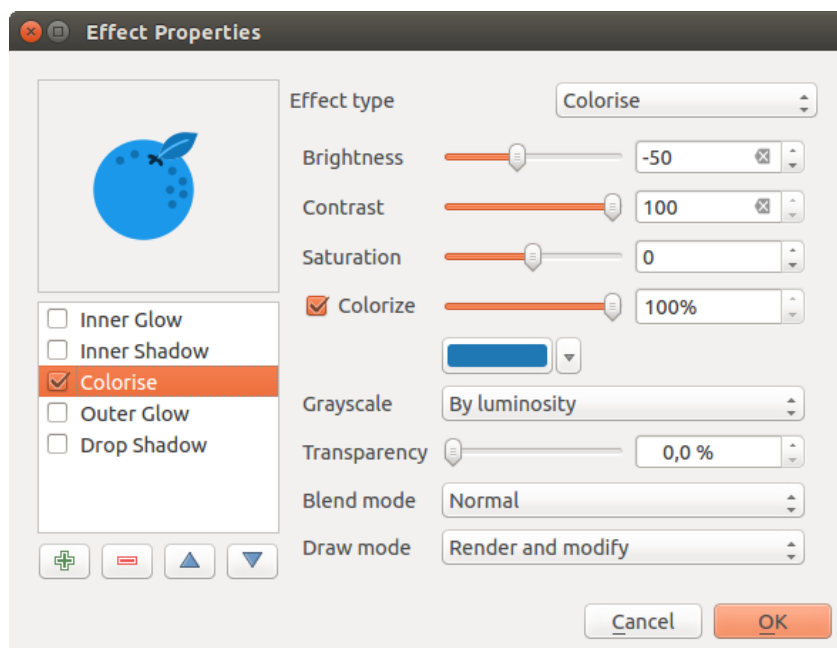 Effect Properties
Effect type Colorise
Brightness -50
Contrast 100
Saturation 0
Colorize 100%
Grayscale By luminosity
Transparency 0,0 %
Blend mode Normal
Draw mode Render and modify
Inner Glow
Inner Shadow
Colorise
Outer Glow
Drop Shadow
Cancel OK